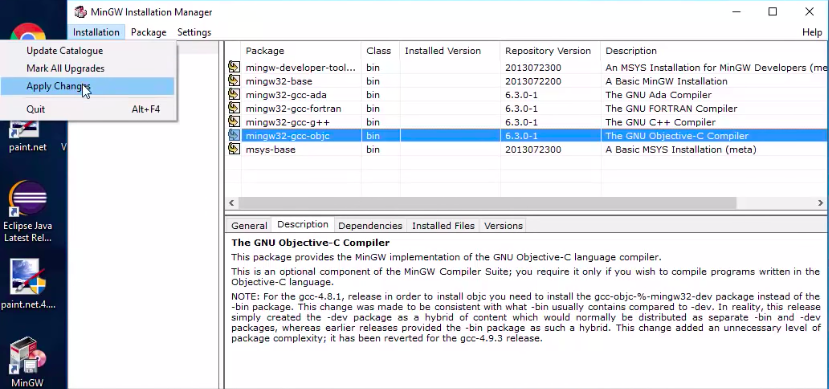 MinGW Installation Manager
Installation Package Settings Help
Update Catalogue
Mark All Upgrades
Apply Changes
Quit Alt+F4
Package Class Installed Version Repository Version Description
mingw-developer-tool... bin 2013072300 An MSYS Installation for MinGW Developers (me
mingw32-base bin 2013072200 A Basic MinGW Installation
mingw32-gcc-ada bin 6.3.0-1 The GNU Ada Compiler
mingw32-gcc-fortran bin 6.3.0-1 The GNU FORTRAN Compiler
mingw32-gcc-g++ bin 6.3.0-1 The GNU C++ Compiler
mingw32-gcc-objc bin 6.3.0-1 The GNU Objective-C Compiler
msys-base bin 2013072300 A Basic MSYS Installation (meta)
General Description Dependencies Installed Files Versions
The GNU Objective-C Compiler
This package provides the MinGW implementation of the GNU Objective-C language compiler.
This is an optional component of the MinGW Compiler Suite; you require it only if you wish to compile programs written in the
Objective-C language.
NOTE: For the gcc-4.8.1, release in order to install objc you need to install the gcc-objc-%-mingw32-dev package instead of the
-bin package. This change was made to be consistent with what -bin usually contains compared to -dev. In reality, this release
simply created the -dev package as a hybrid of content which would normally be distributed as separate -bin and -dev
packages, whereas earlier releases provided the -bin package as such a hybrid. This change added an unnecessary level of
package complexity; it has been reverted for the gcc-4.9.3 release.
paint.net V
Eclipse Java
Latest Rel...
paint.net.4....
MinGW